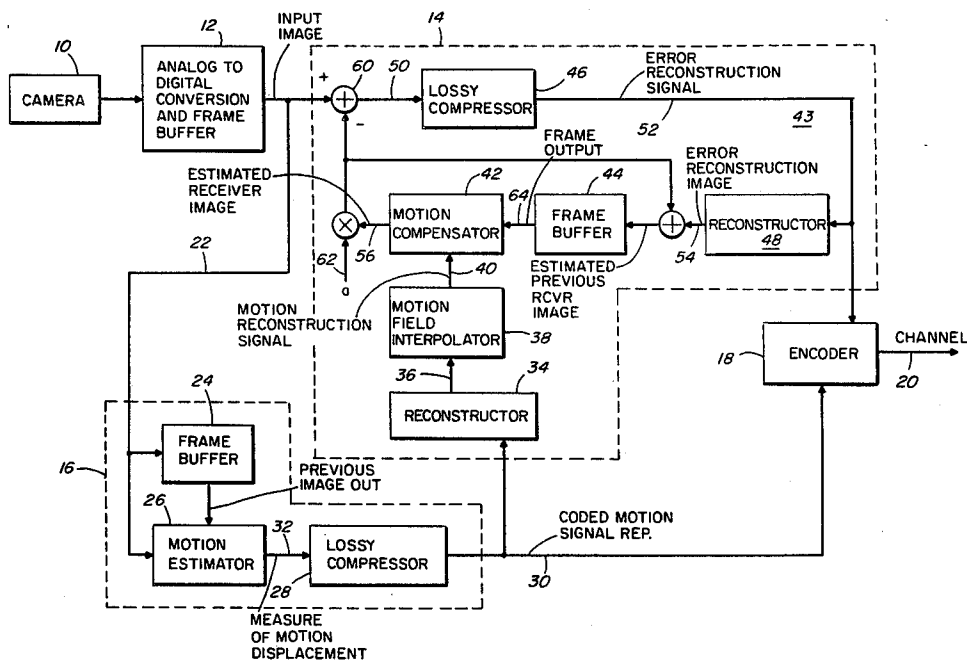 10
CAMERA
12
ANALOG TO
DIGITAL
CONVERSION
AND FRAME
BUFFER
INPUT
IMAGE
14
+
60
50
−
LOSSY
COMPRESSOR
46
ERROR
RECONSTRUCTION
SIGNAL
52
43
ESTIMATED
RECEIVER
IMAGE
42
MOTION
COMPENSATOR
FRAME
OUTPUT
64
44
FRAME
BUFFER
ERROR
RECONSTRUCTION
IMAGE
54
RECONSTRUCTOR
48
56
62
a
ESTIMATED
PREVIOUS
RCVR
IMAGE
22
40
MOTION
RECONSTRUCTION
SIGNAL
MOTION
FIELD
INTERPOLATOR
38
36
34
RECONSTRUCTOR
18
ENCODER
CHANNEL
20
16
24
FRAME
BUFFER
PREVIOUS
IMAGE OUT
26
MOTION
ESTIMATOR
32
LOSSY
COMPRESSOR
28
CODED MOTION
SIGNAL REP.
30
MEASURE
OF MOTION
DISPLACEMENT